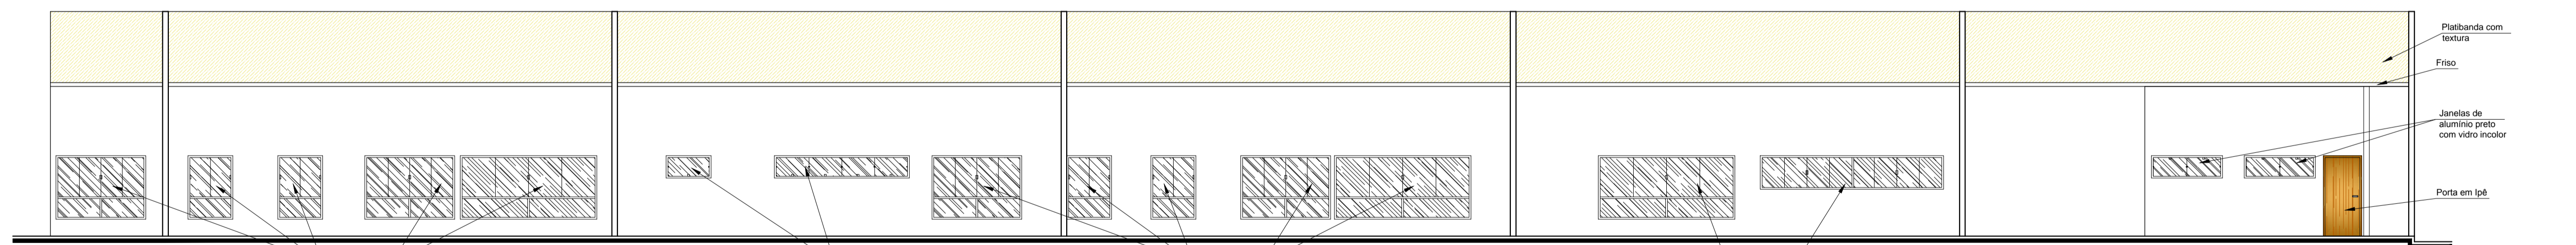 Platibanda com
textura
Friso
Janelas de
alumínio preto
com vidro incolor
Porta em Ipê